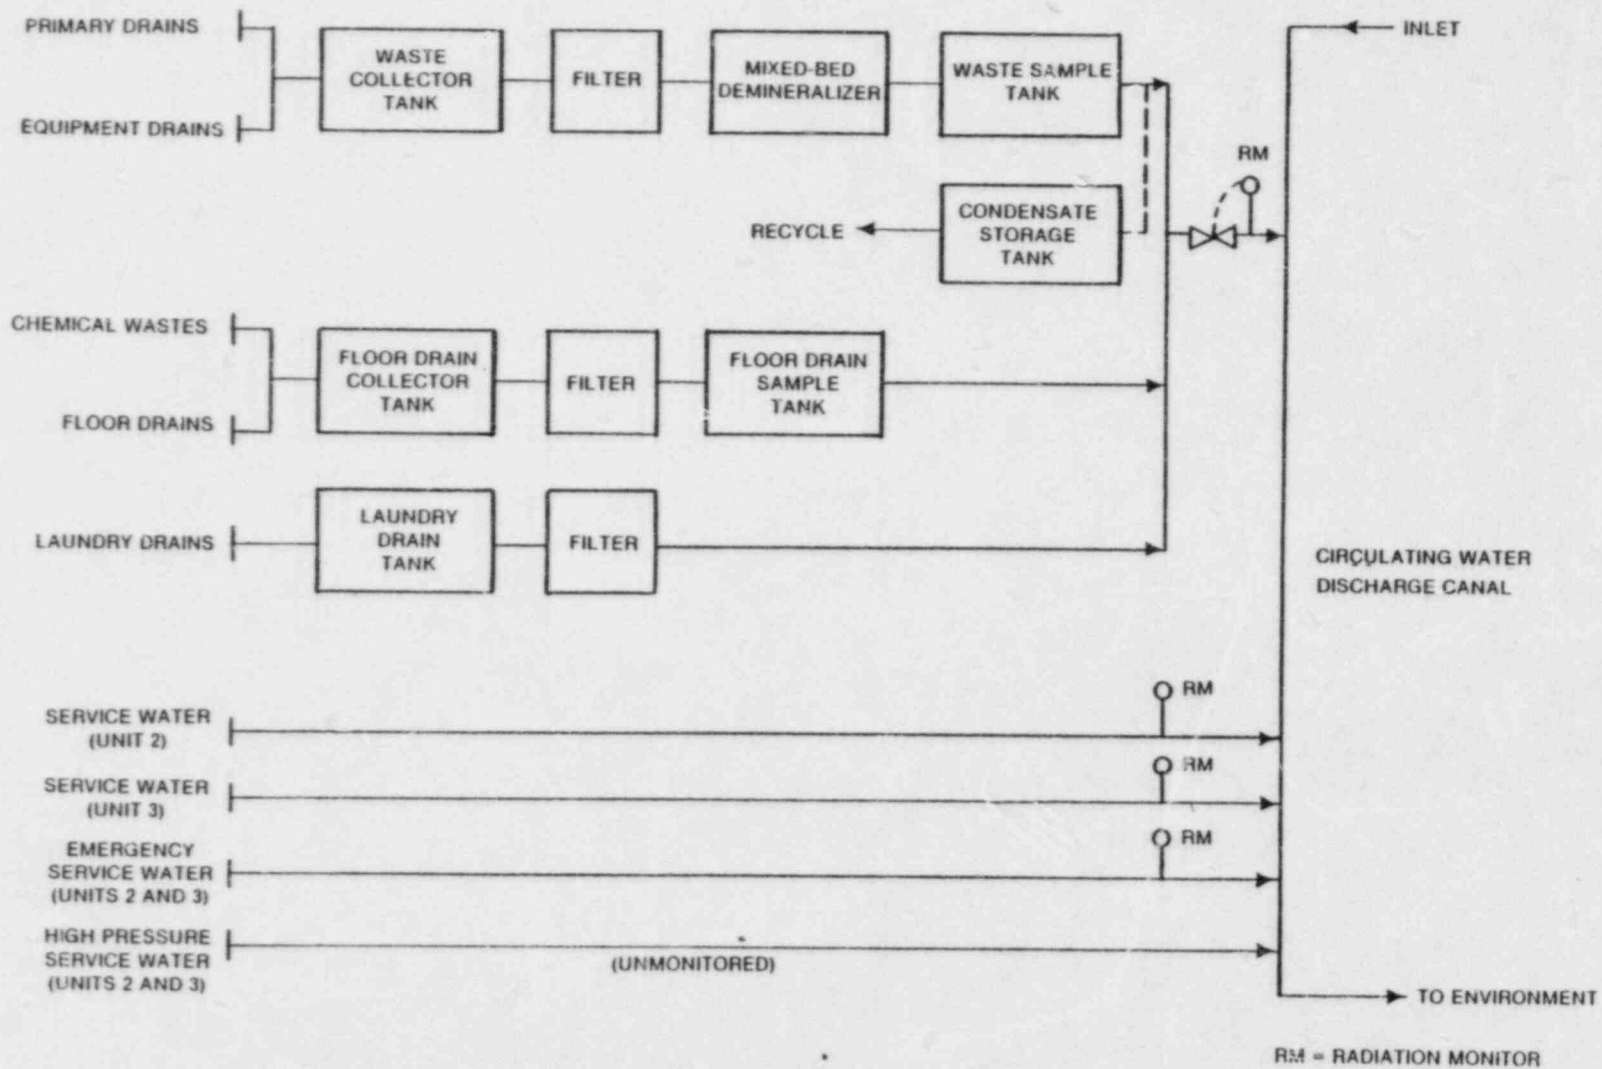 PRIMARY DRAINS
EQUIPMENT DRAINS
WASTE
COLLECTOR
TANK
FILTER
MIXED-BED
DEMINERALIZER
WASTE SAMPLE
TANK
INLET
RM
RECYCLE
CONDENSATE
STORAGE
TANK
CHEMICAL WASTES
FLOOR DRAINS
FLOOR DRAIN
COLLECTOR
TANK
FILTER
FLOOR DRAIN
SAMPLE
TANK
LAUNDRY DRAINS
LAUNDRY
DRAIN
TANK
FILTER
CIRCULATING WATER
DISCHARGE CANAL
SERVICE WATER
(UNIT 2)
RM
SERVICE WATER
(UNIT 3)
RM
EMERGENCY
SERVICE WATER
(UNITS 2 AND 3)
RM
HIGH PRESSURE
SERVICE WATER
(UNITS 2 AND 3)
(UNMONITORED)
TO ENVIRONMENT
RM = RADIATION MONITOR